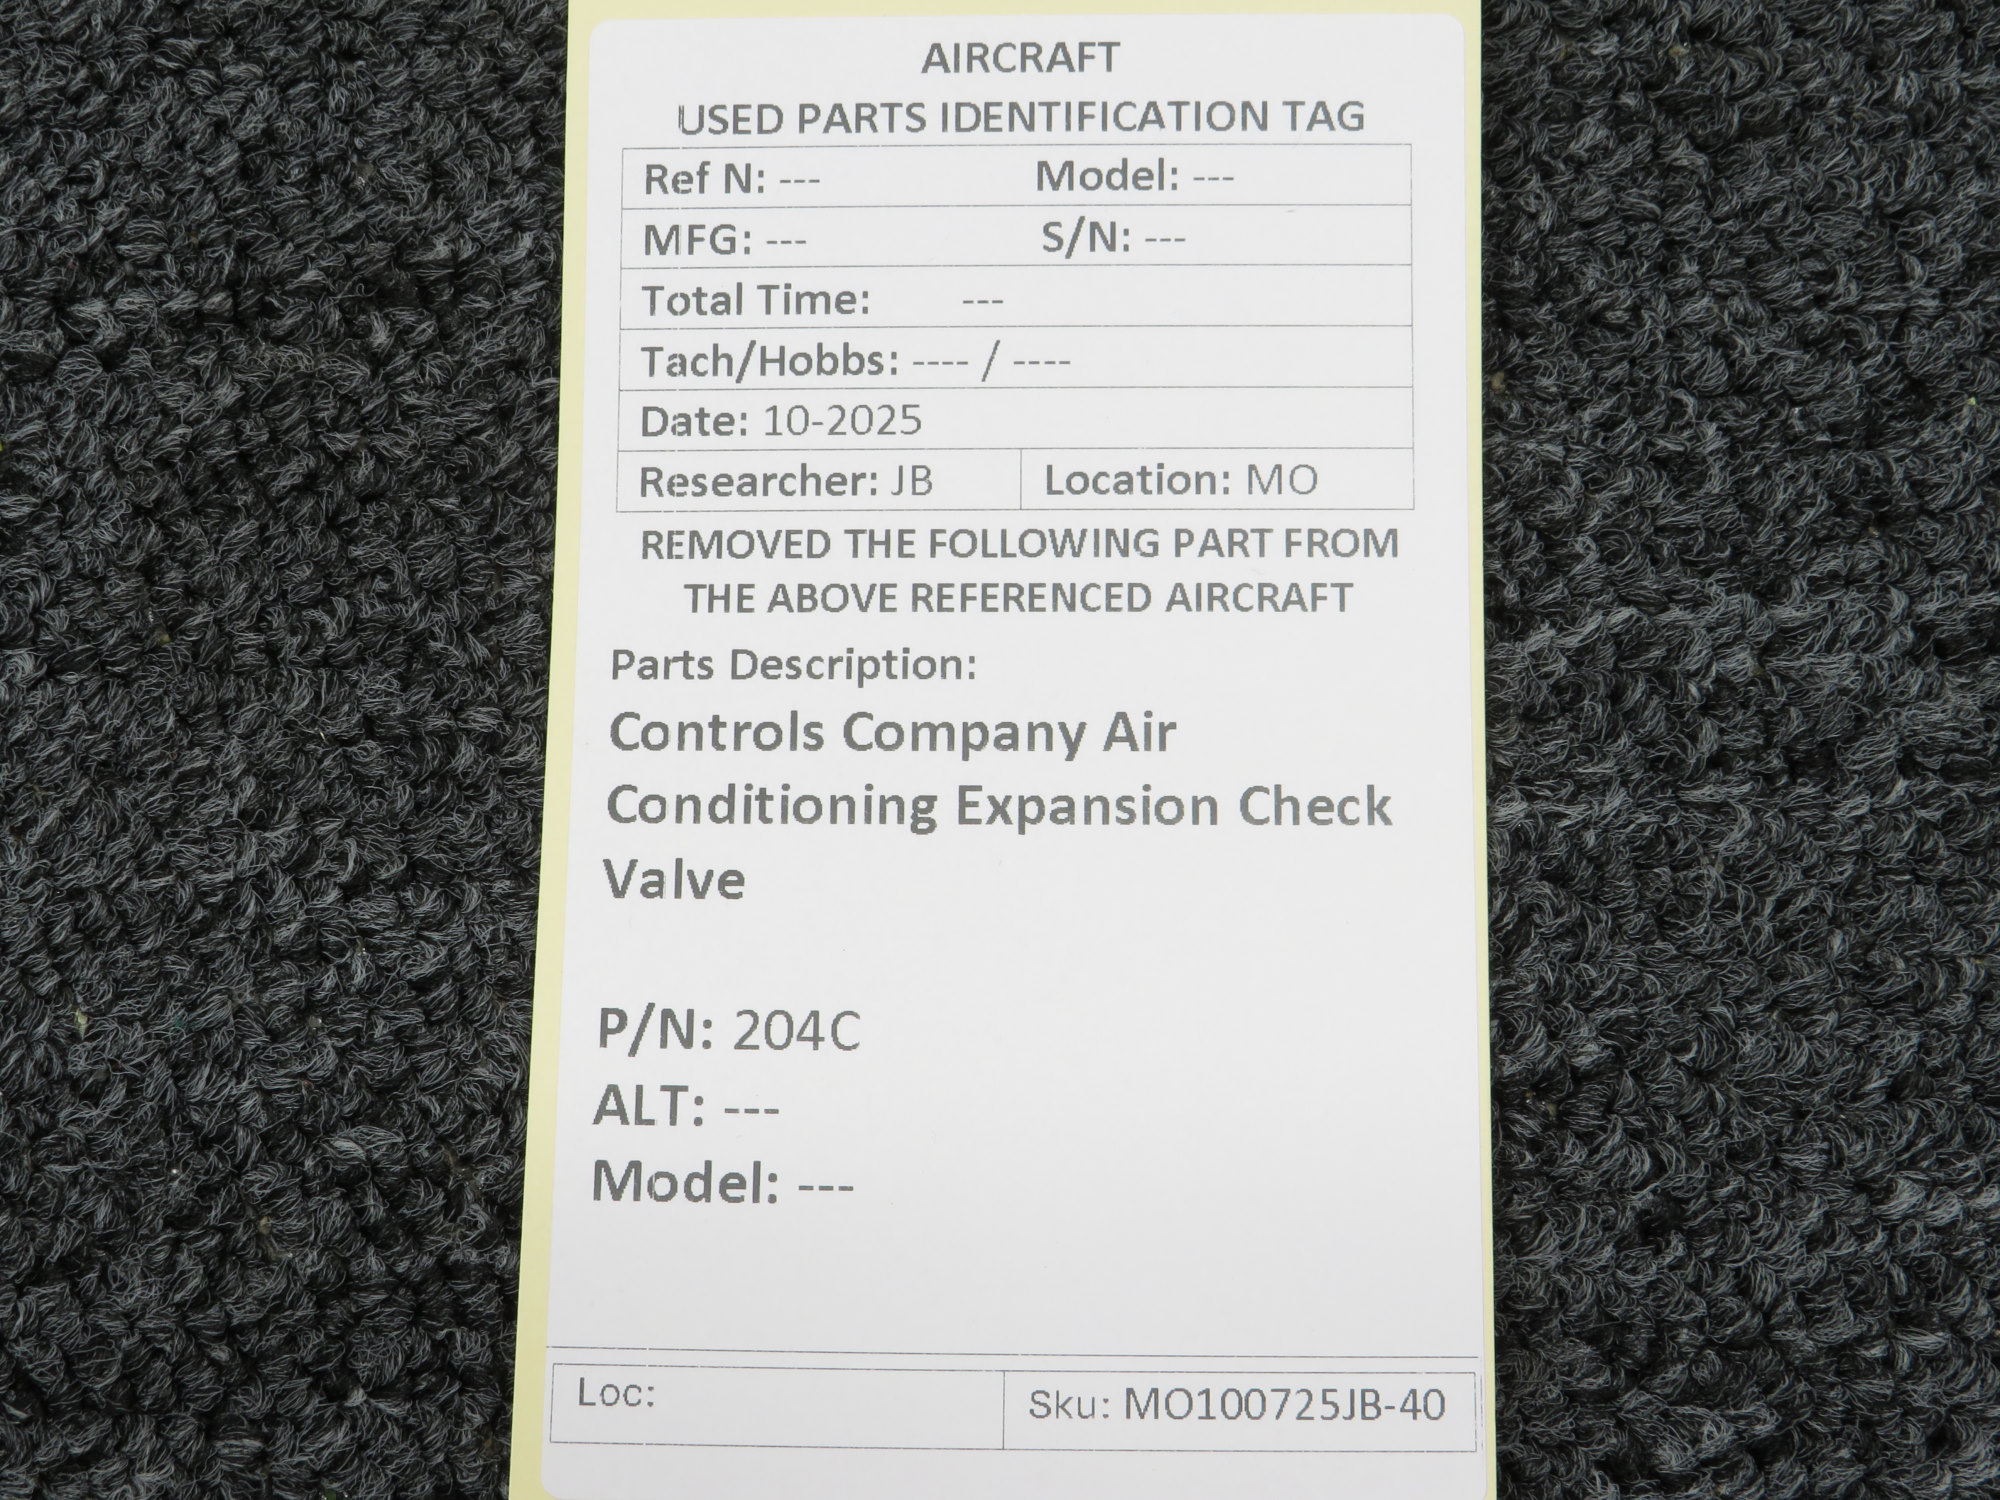 AIRCRAFT
USED PARTS IDENTIFICATION TAG
Ref N: --- Model: ---
MFG: --- S/N: ---
Total Time: ---
Tach/Hobbs: ---- / ----
Date: 10-2025
Researcher: JB Location: MO
REMOVED THE FOLLOWING PART FROM
THE ABOVE REFERENCED AIRCRAFT
Parts Description:
Controls Company Air
Conditioning Expansion Check
Valve
P/N: 204C
ALT: ---
Model: ---
Loc: Sku: MO100725JB-40